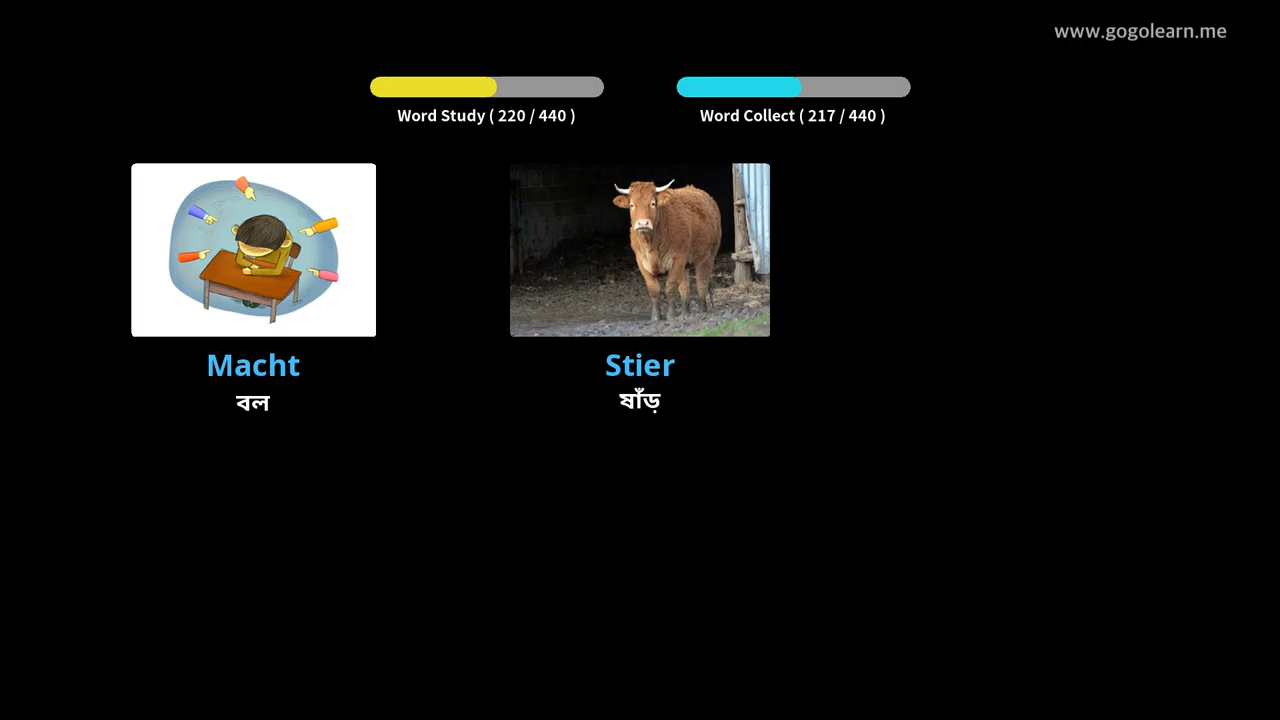 www.gogolearn.me
Word Study ( 220 / 440 )
Word Collect ( 217 / 440 )
Macht
বল
Stier
ষাঁড়